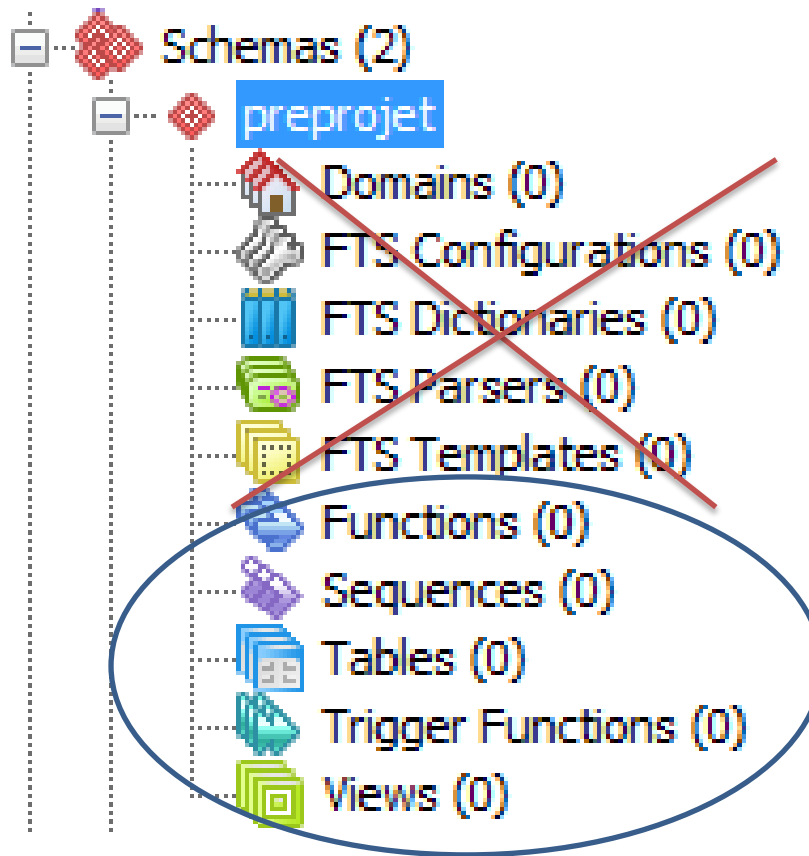 Schemas (2)
preprojet
Domains (0)
FTS Configurations (0)
FTS Dictionaries (0)
FTS Parsers (0)
FTS Templates (0)
Functions (0)
Sequences (0)
Tables (0)
Trigger Functions (0)
Views (0)